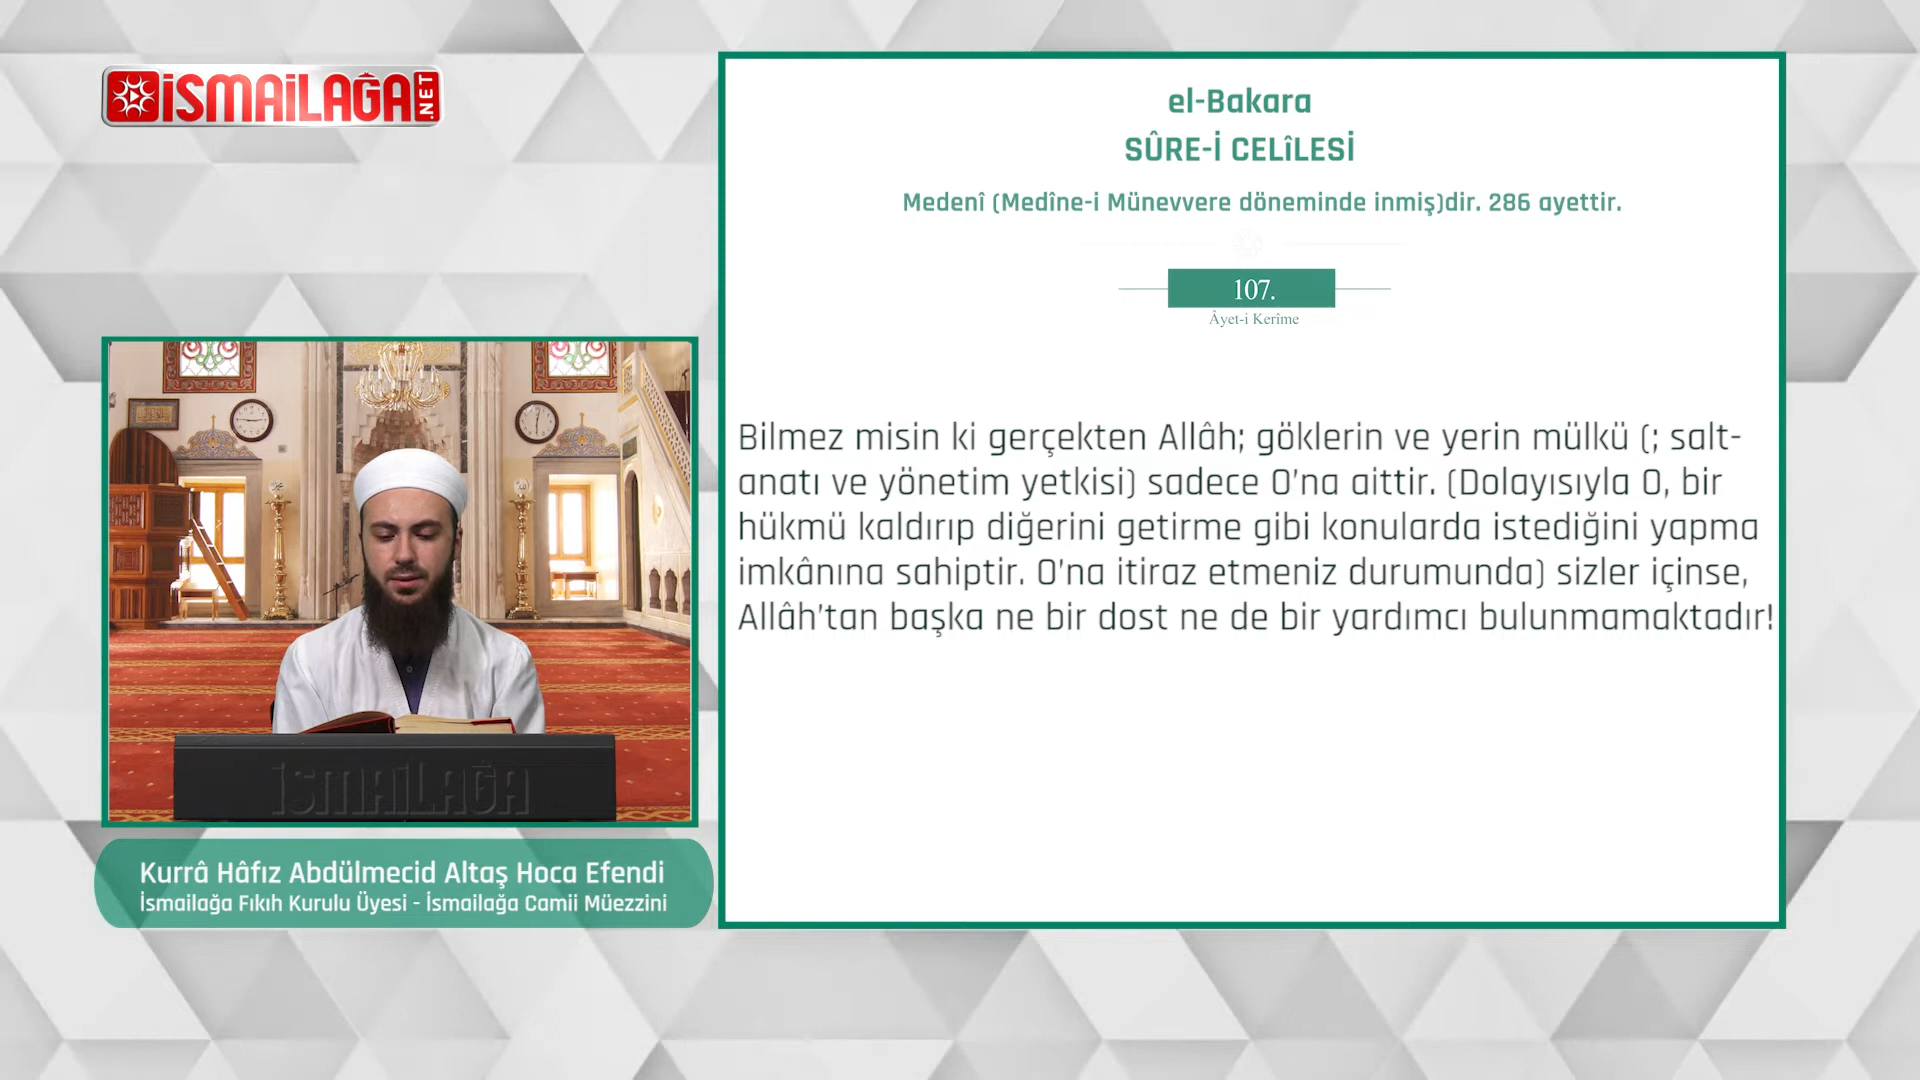 İSMAİLAĞA.NET
el-Bakara
SÛRE-İ CELîLESİ
Medenî (Medîne-i Münevvere döneminde inmiş)dir. 286 ayettir.
107.
Âyet-i Kerîme
Bilmez misin ki gerçekten Allâh; göklerin ve yerin mülkü (; salt-
anatı ve yönetim yetkisi) sadece O’na aittir. (Dolayısıyla O, bir
hükmü kaldırıp diğerini getirme gibi konularda istediğini yapma
imkânına sahiptir. O’na itiraz etmeniz durumunda) sizler içinse,
Allâh’tan başka ne bir dost ne de bir yardımcı bulunmamaktadır!
İSMAİLAĞA
Kurrâ Hâfız Abdülmecid Altaş Hoca Efendi
İsmailağa Fıkıh Kurulu Üyesi - İsmailağa Camii Müezzini